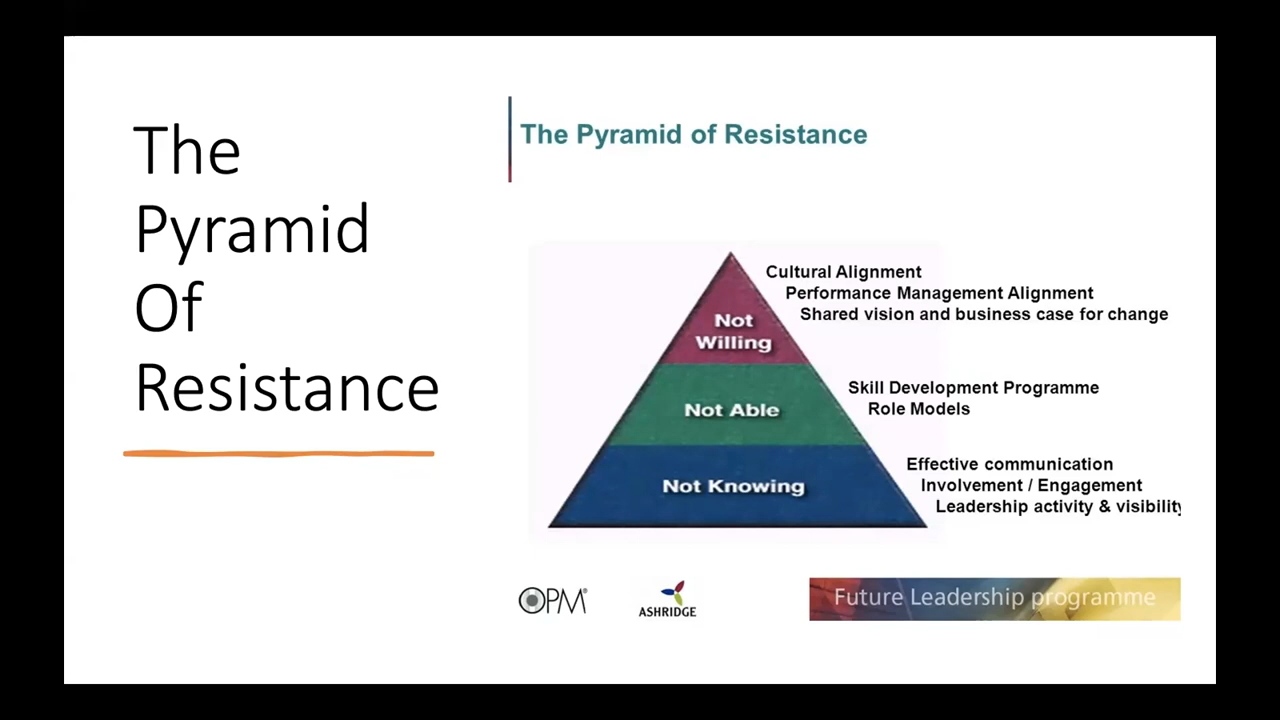 The
Pyramid
Of
Resistance
The Pyramid of Resistance
Not
Willing
Cultural Alignment
Performance Management Alignment
Shared vision and business case for change
Not Able
Skill Development Programme
Role Models
Not Knowing
Effective communication
Involvement / Engagement
Leadership activity & visibility
OPM®
ASHRIDGE
Future Leadership programme